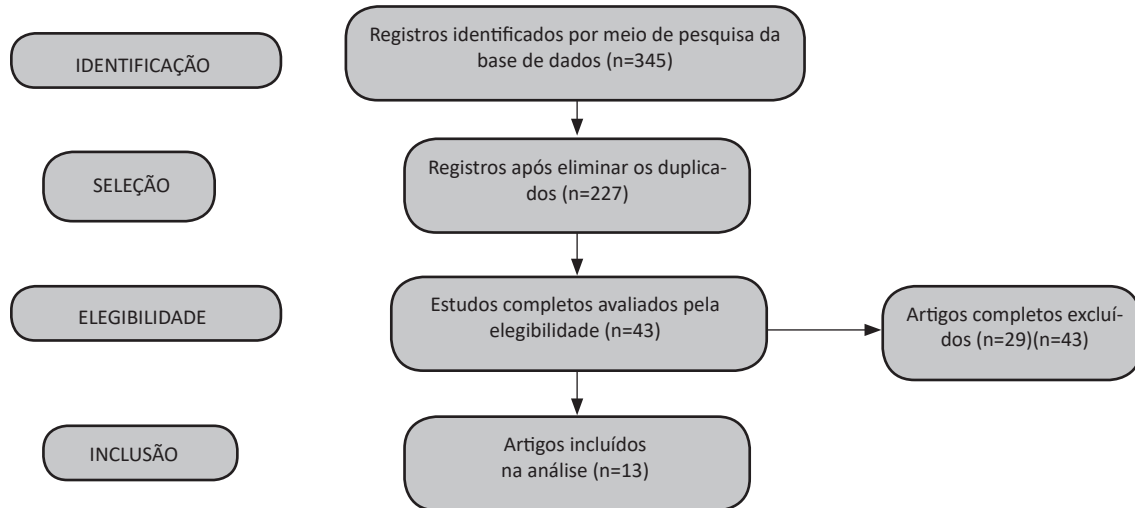 IDENTIFICAÇÃO
Registros identificados por meio de pesquisa da
base de dados (n=345)
SELEÇÃO
Registros após eliminar os duplica-
dos (n=227)
ELEGIBILIDADE
Estudos completos avaliados pela
elegibilidade (n=43)
Artigos completos excluí-
dos (n=29)(n=43)
INCLUSÃO
Artigos incluídos
na análise (n=13)